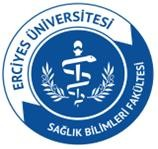 ERCİYES ÜNİVERSİTESİ
SAĞLIK BİLİMLERİ FAKÜLTESİ